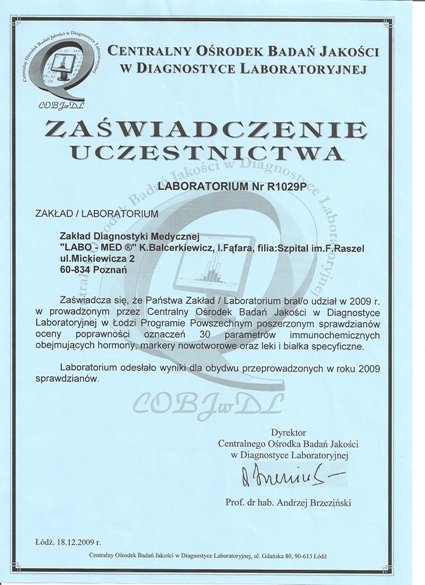 Centralny Ośrodek Badań Jakości w Diagnostyce Laboratoryjnej
COBJwDL
CENTRALNY OŚRODEK BADAŃ JAKOŚCI
W DIAGNOSTYCE LABORATORYJNEJ
ZAŚWIADCZENIE
UCZESTNICTWA
LABORATORIUM Nr R1029P
ZAKŁAD / LABORATORIUM
Zakład Diagnostyki Medycznej
"LABO - MED ®" K.Balcerkiewicz, I.Fąfara, filia:Szpital im.F.Raszei
ul.Mickiewicza 2
60-834 Poznań
Zaświadcza się, że Państwa Zakład / Laboratorium brał/o udział w 2009 r.
w prowadzonym przez Centralny Ośrodek Badań Jakości w Diagnostyce
Laboratoryjnej w Łodzi Programie Powszechnym poszerzonym sprawdzianów
oceny poprawności oznaczeń 30 parametrów immunochemicznych
obejmujących hormony, markery nowotworowe oraz leki i białka specyficzne.
Laboratorium odesłało wyniki dla obydwu przeprowadzonych w roku 2009
sprawdzianów.
COBJwDL
Dyrektor
Centralnego Ośrodka Badań Jakości
w Diagnostyce Laboratoryjnej
Prof. dr hab. Andrzej Brzeziński
Łódź, 18.12.2009 r.
Centralny Ośrodek Badań Jakości w Diagnostyce Laboratoryjnej, ul. Gdańska 80, 90-613 Łódź